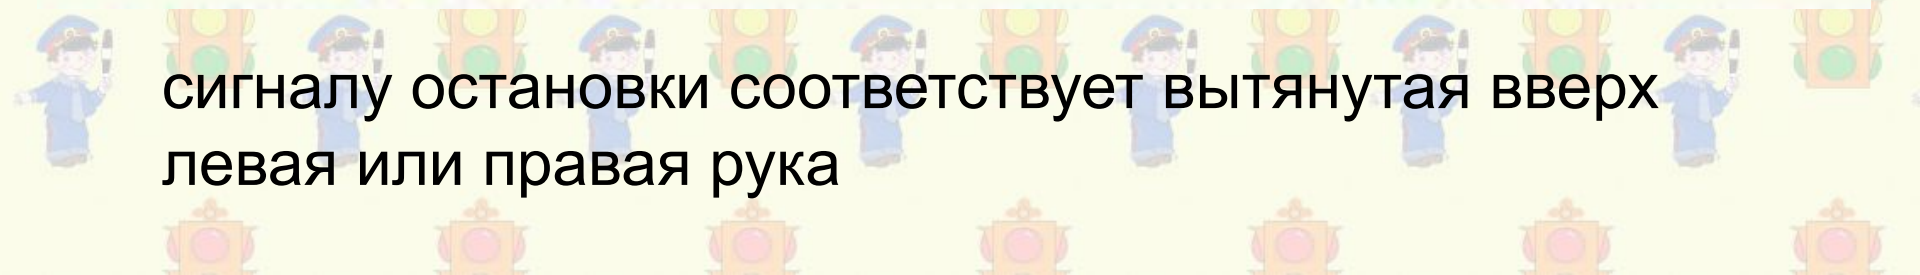 сигналу остановки соответствует вытянутая вверх
левая или правая рука